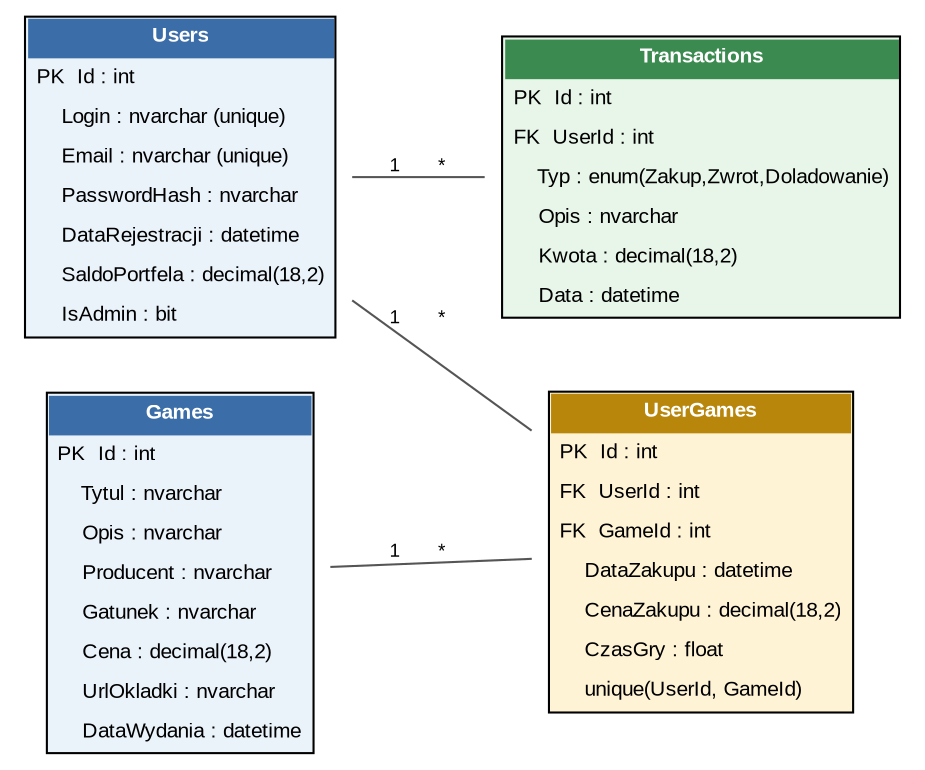 Users
PK Id : int
Login : nvarchar (unique)
Email : nvarchar (unique)
PasswordHash : nvarchar
DataRejestracji : datetime
SaldoPortfela : decimal(18,2)
IsAdmin : bit
1 *
Transactions
PK Id : int
FK UserId : int
Typ : enum(Zakup,Zwrot,Doladowanie)
Opis : nvarchar
Kwota : decimal(18,2)
Data : datetime
1 *
Games
PK Id : int
Tytul : nvarchar
Opis : nvarchar
Producent : nvarchar
Gatunek : nvarchar
Cena : decimal(18,2)
UrlOkladki : nvarchar
DataWydania : datetime
1 *
UserGames
PK Id : int
FK UserId : int
FK GameId : int
DataZakupu : datetime
CenaZakupu : decimal(18,2)
CzasGry : float
unique(UserId, GameId)